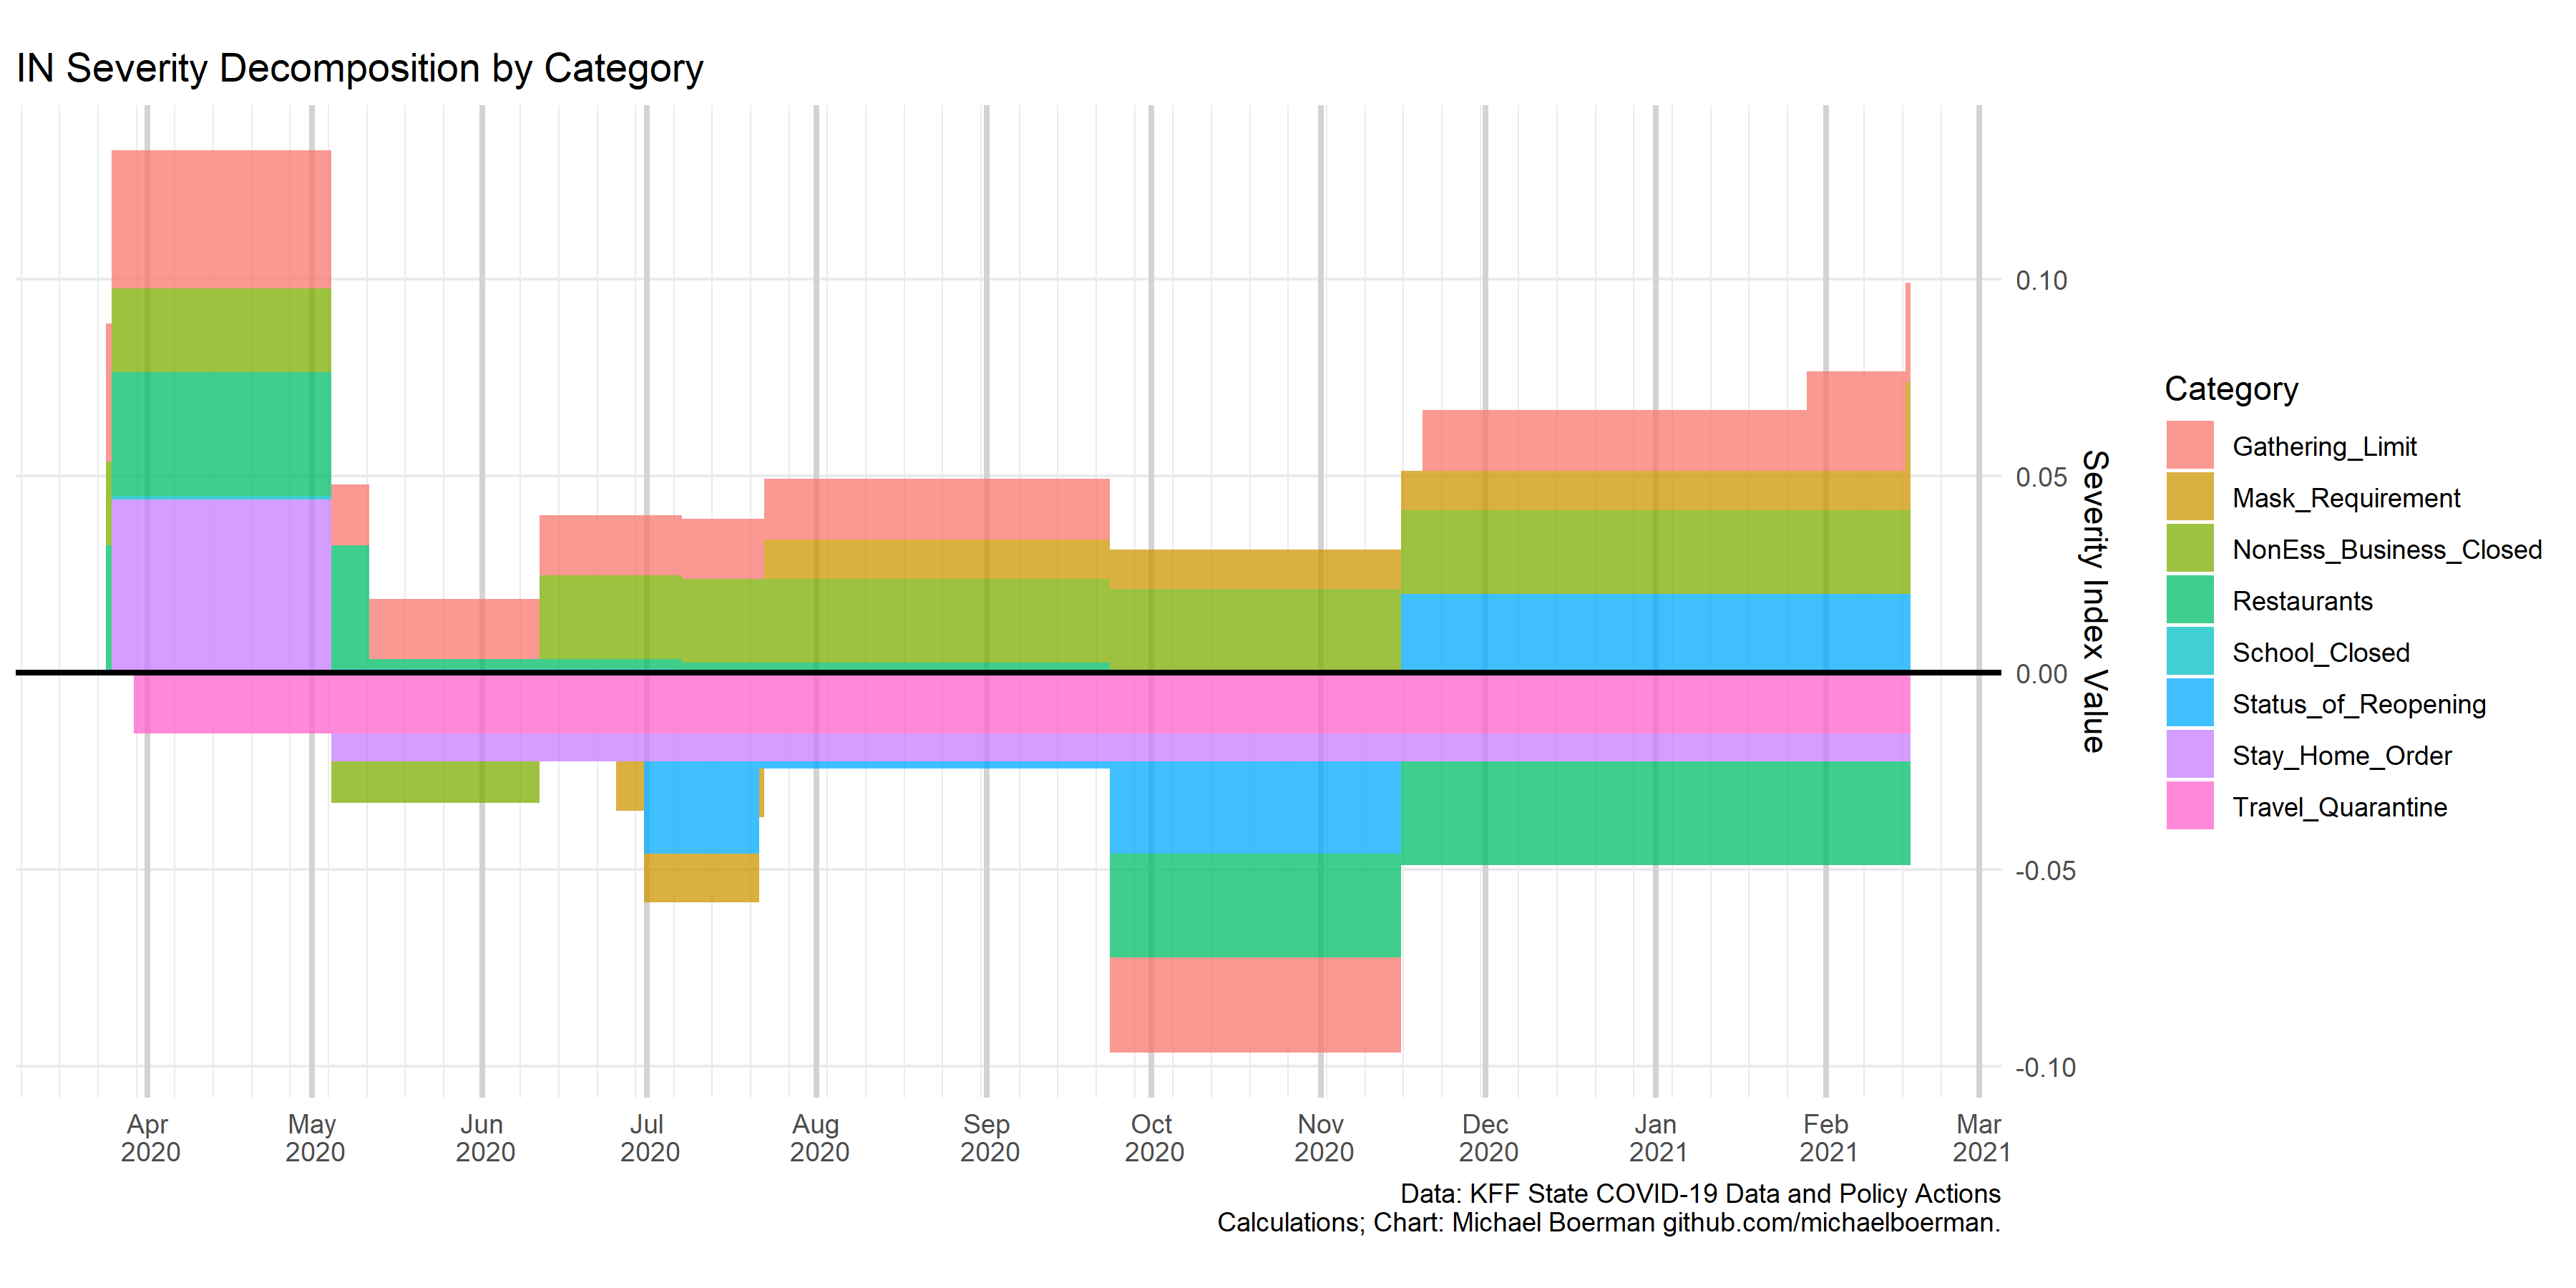 IN Severity Decomposition by Category
0.10
0.05
0.00
-0.05
-0.10
Severity Index Value
Category
Gathering_Limit
Mask_Requirement
NonEss_Business_Closed
Restaurants
School_Closed
Status_of_Reopening
Stay_Home_Order
Travel_Quarantine
Apr May Jun Jul Aug Sep Oct Nov Dec Jan Feb Mar
2020 2020 2020 2020 2020 2020 2020 2020 2020 2021 2021 2021
Data: KFF State COVID-19 Data and Policy Actions
Calculations; Chart: Michael Boerman github.com/michaelboerman.